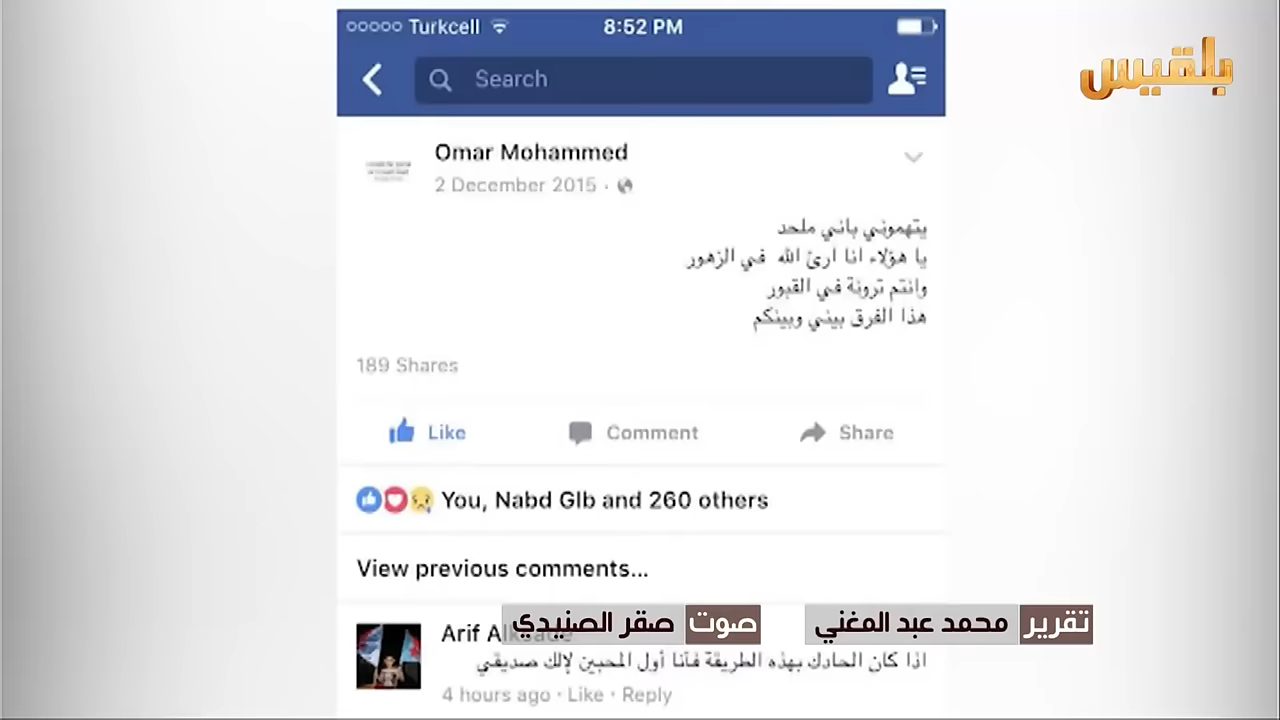 Turkcell 8:52 PM
بلقيس
Search
Omar Mohammed
2 December 2015
يتهموني باني ملحد
يا هؤلاء انا ارئ الله في الزهور
وانتم ترونة في القبور
هذا الفرق بيني وبينكم
189 Shares
Like Comment Share
You, Nabd Glb and 260 others
View previous comments...
تقرير محمد عبد المغني صوت صقر الصنيدي
Arif
اذا كان الحادك بهذه الطريقة فأنا أول المحبين لإلك صديقي
4 hours ago · Like · Reply